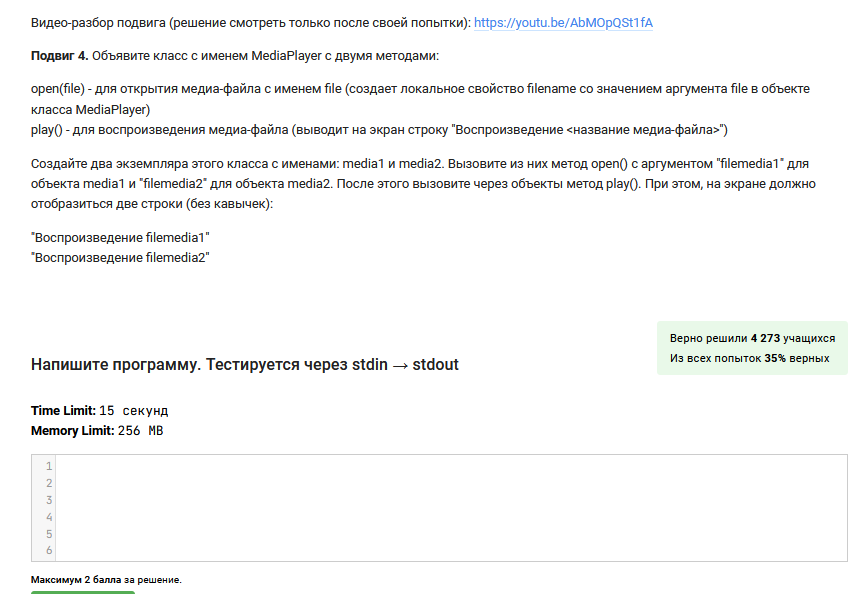 Видео-разбор подвига (решение смотреть только после своей попытки): https://youtu.be/AbMOpQSt1fA
Подвиг 4. Объявите класс с именем MediaPlayer с двумя методами:
open(file) - для открытия медиа-файла с именем file (создает локальное свойство filename со значением аргумента file в объекте
класса MediaPlayer)
play() - для воспроизведения медиа-файла (выводит на экран строку "Воспроизведение <название медиа-файла>")
Создайте два экземпляра этого класса с именами: media1 и media2. Вызовите из них метод open() с аргументом "filemedia1" для
объекта media1 и "filemedia2" для объекта media2. После этого вызовите через объекты метод play(). При этом, на экране должно
отобразиться две строки (без кавычек):
"Воспроизведение filemedia1"
"Воспроизведение filemedia2"
Верно решили 4 273 учащихся
Из всех попыток 35% верных
Напишите программу. Тестируется через stdin → stdout
Time Limit: 15 секунд
Memory Limit: 256 MB
1
2
3
4
5
6
Максимум 2 балла за решение.